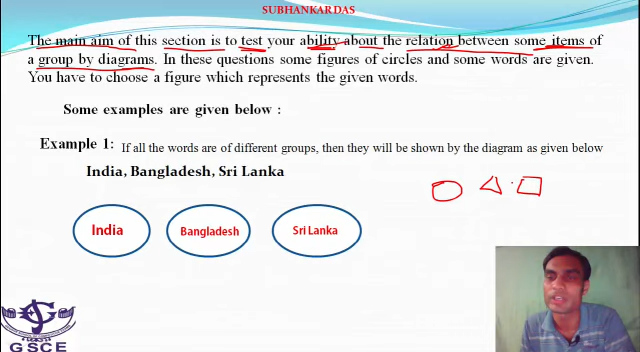 SUBHANKAR DAS
The main aim of this section is to test your ability about the relation between some items of
a group by diagrams. In these questions some figures of circles and some words are given.
You have to choose a figure which represents the given words.
Some examples are given below :
Example 1: If all the words are of different groups, then they will be shown by the diagram as given below
India, Bangladesh, Sri Lanka
India
Bangladesh
Sri Lanka
GSCE